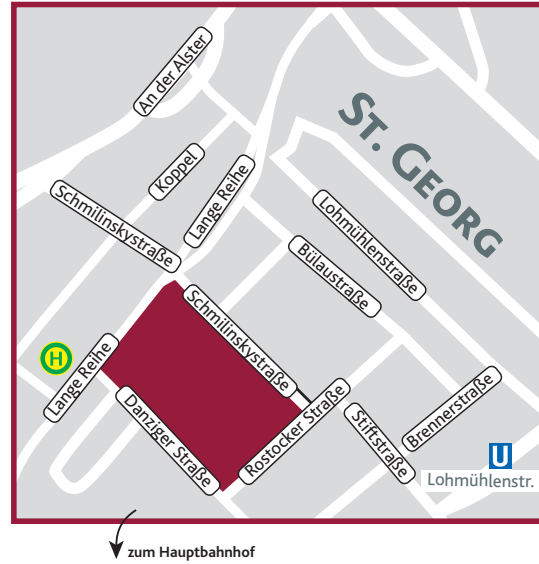 An der Alster
ST. GEORG
Koppel
Lange Reihe
Schmilinskystraße
Lohmühlenstraße
Bülaustraße
Schmilinskystraße
H
Lange Reihe
Danziger Straße
Rostocker Straße
Stiftstraße
Brennerstraße
U
Lohmühlenstr.
zum Hauptbahnhof